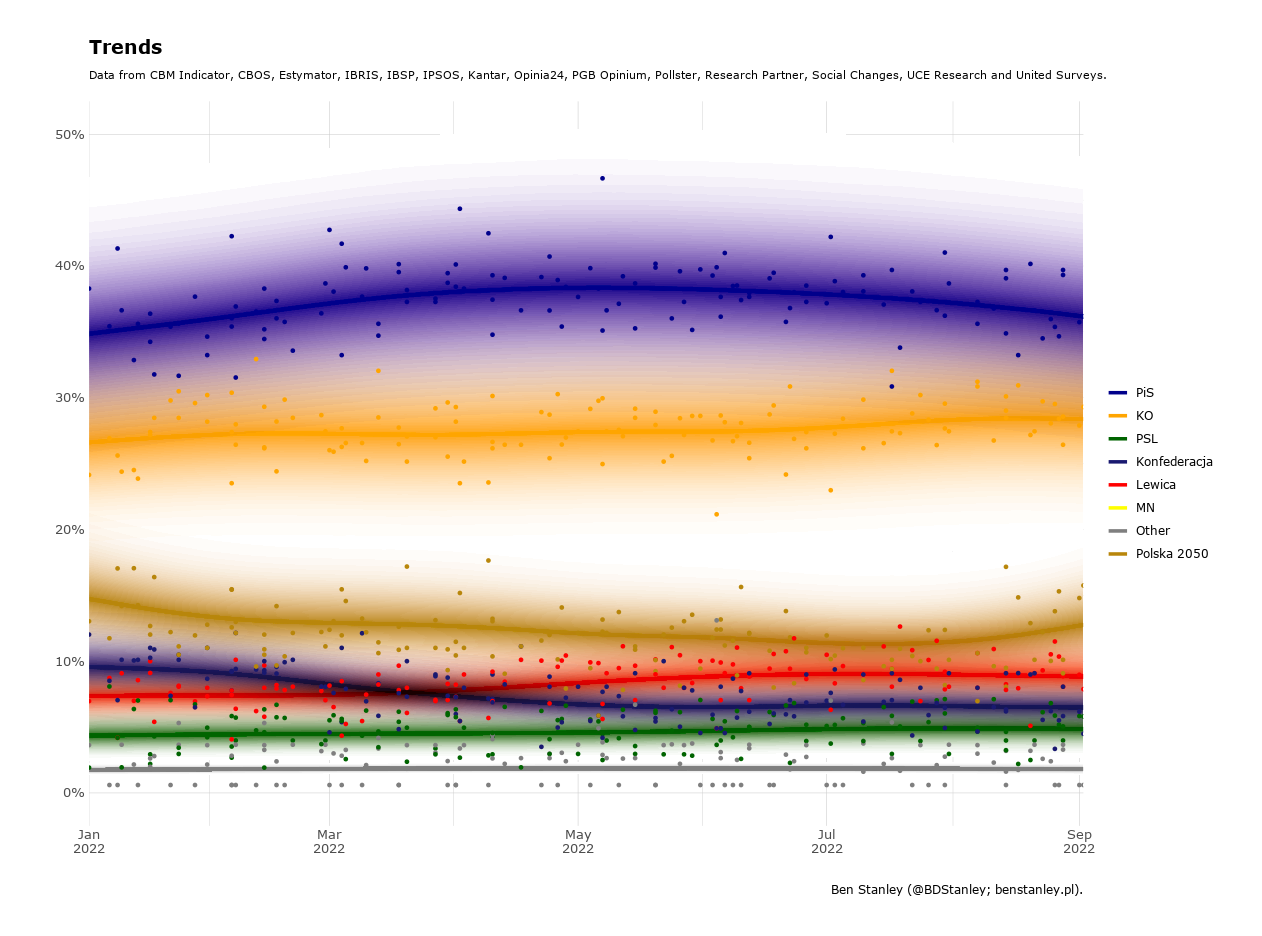 Trends
Data from CBM Indicator, CBOS, Estymator, IBRIS, IBSP, IPSOS, Kantar, Opinia24, PGB Opinium, Pollster, Research Partner, Social Changes, UCE Research and United Surveys.
50%
40%
30%
20%
10%
0%
Jan
2022
Mar
2022
May
2022
Jul
2022
Sep
2022
PiS
KO
PSL
Konfederacja
Lewica
MN
Other
Polska 2050
Ben Stanley (@BDStanley; benstanley.pl).